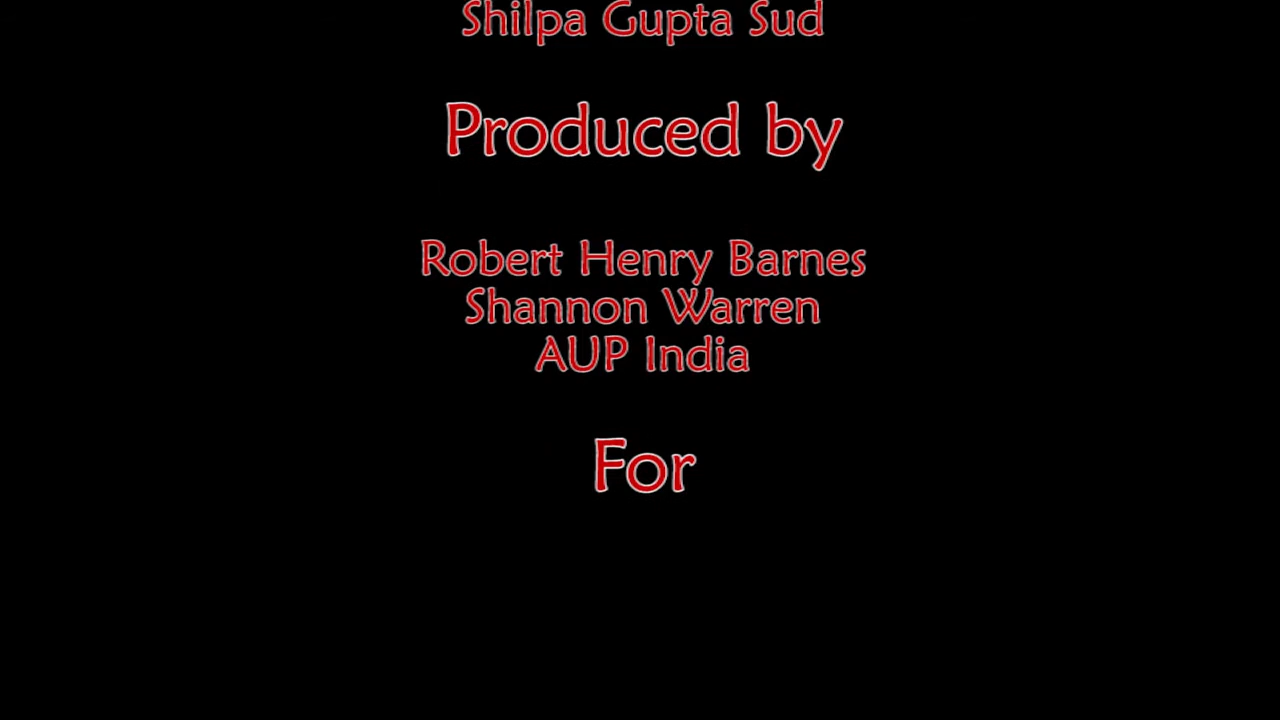 Shilpa Gupta Sud
Produced by
Robert Henry Barnes
Shannon Warren
AUP India
For